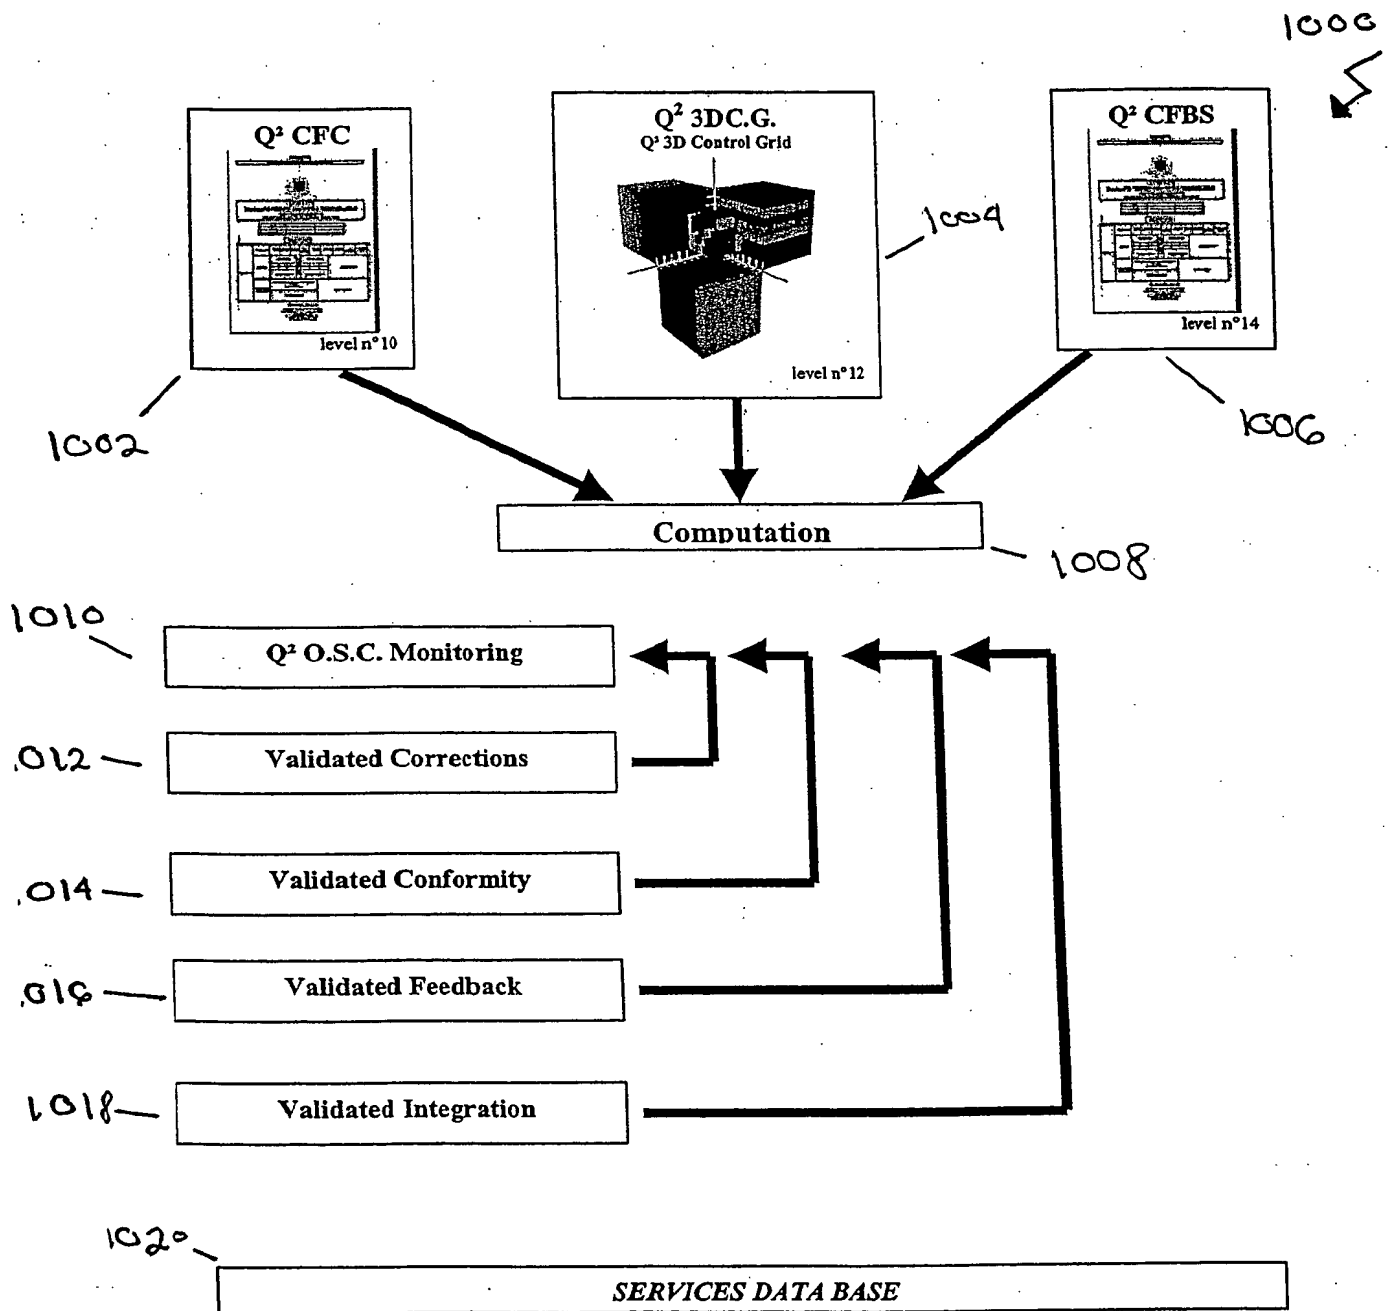 1000
Q² CFC
level n°10
Q² 3DC.G.
Q² 3D Control Grid
level n°12
Q² CFBS
level n°14
1004
1002
1006
Computation
1008
1010
Q² O.S.C. Monitoring
.012
Validated Corrections
.014
Validated Conformity
.016
Validated Feedback
1018
Validated Integration
1020
SERVICES DATA BASE